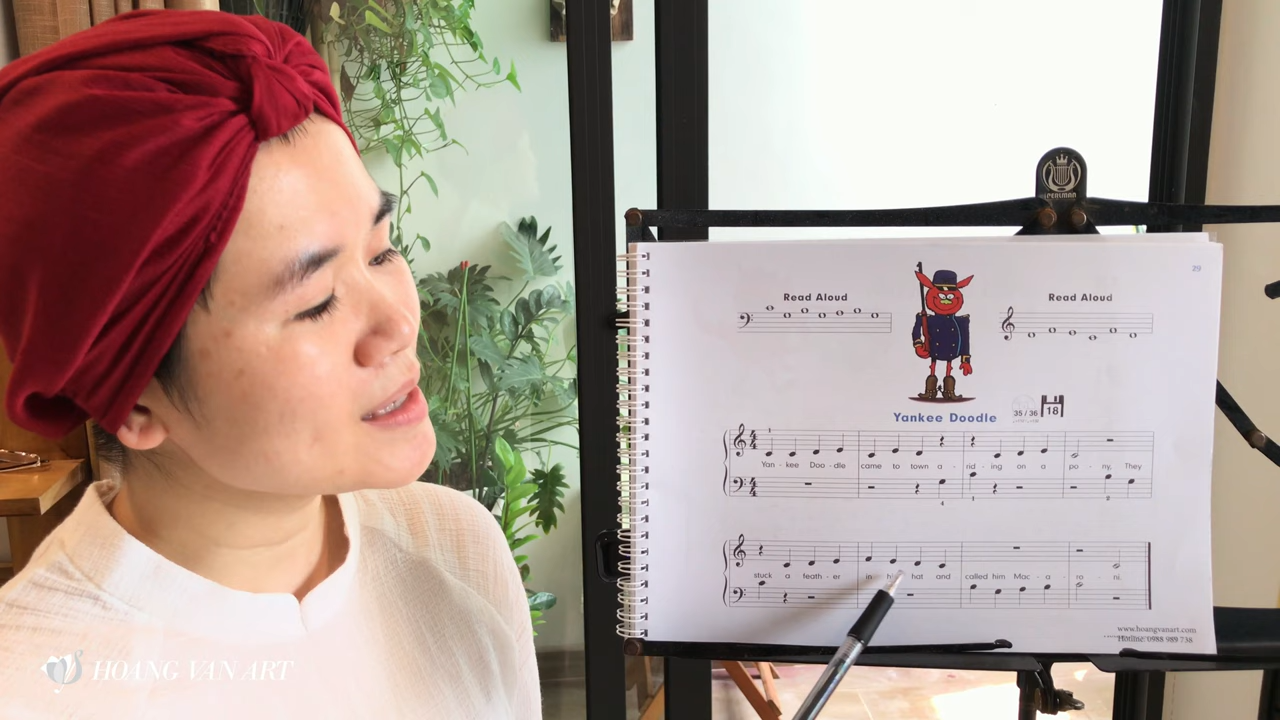 PERLMAN
29
Read Aloud
Read Aloud
Yankee Doodle
35 / 36
18
Yan - kee Doo - dle came to town a - rid - ing on a po - ny. They
stuck a feath - er in his hat and called him Mac - a - ro - ni.
www.hoangvanart.com
Hotline: 0988 989 738
HOANG VAN ART